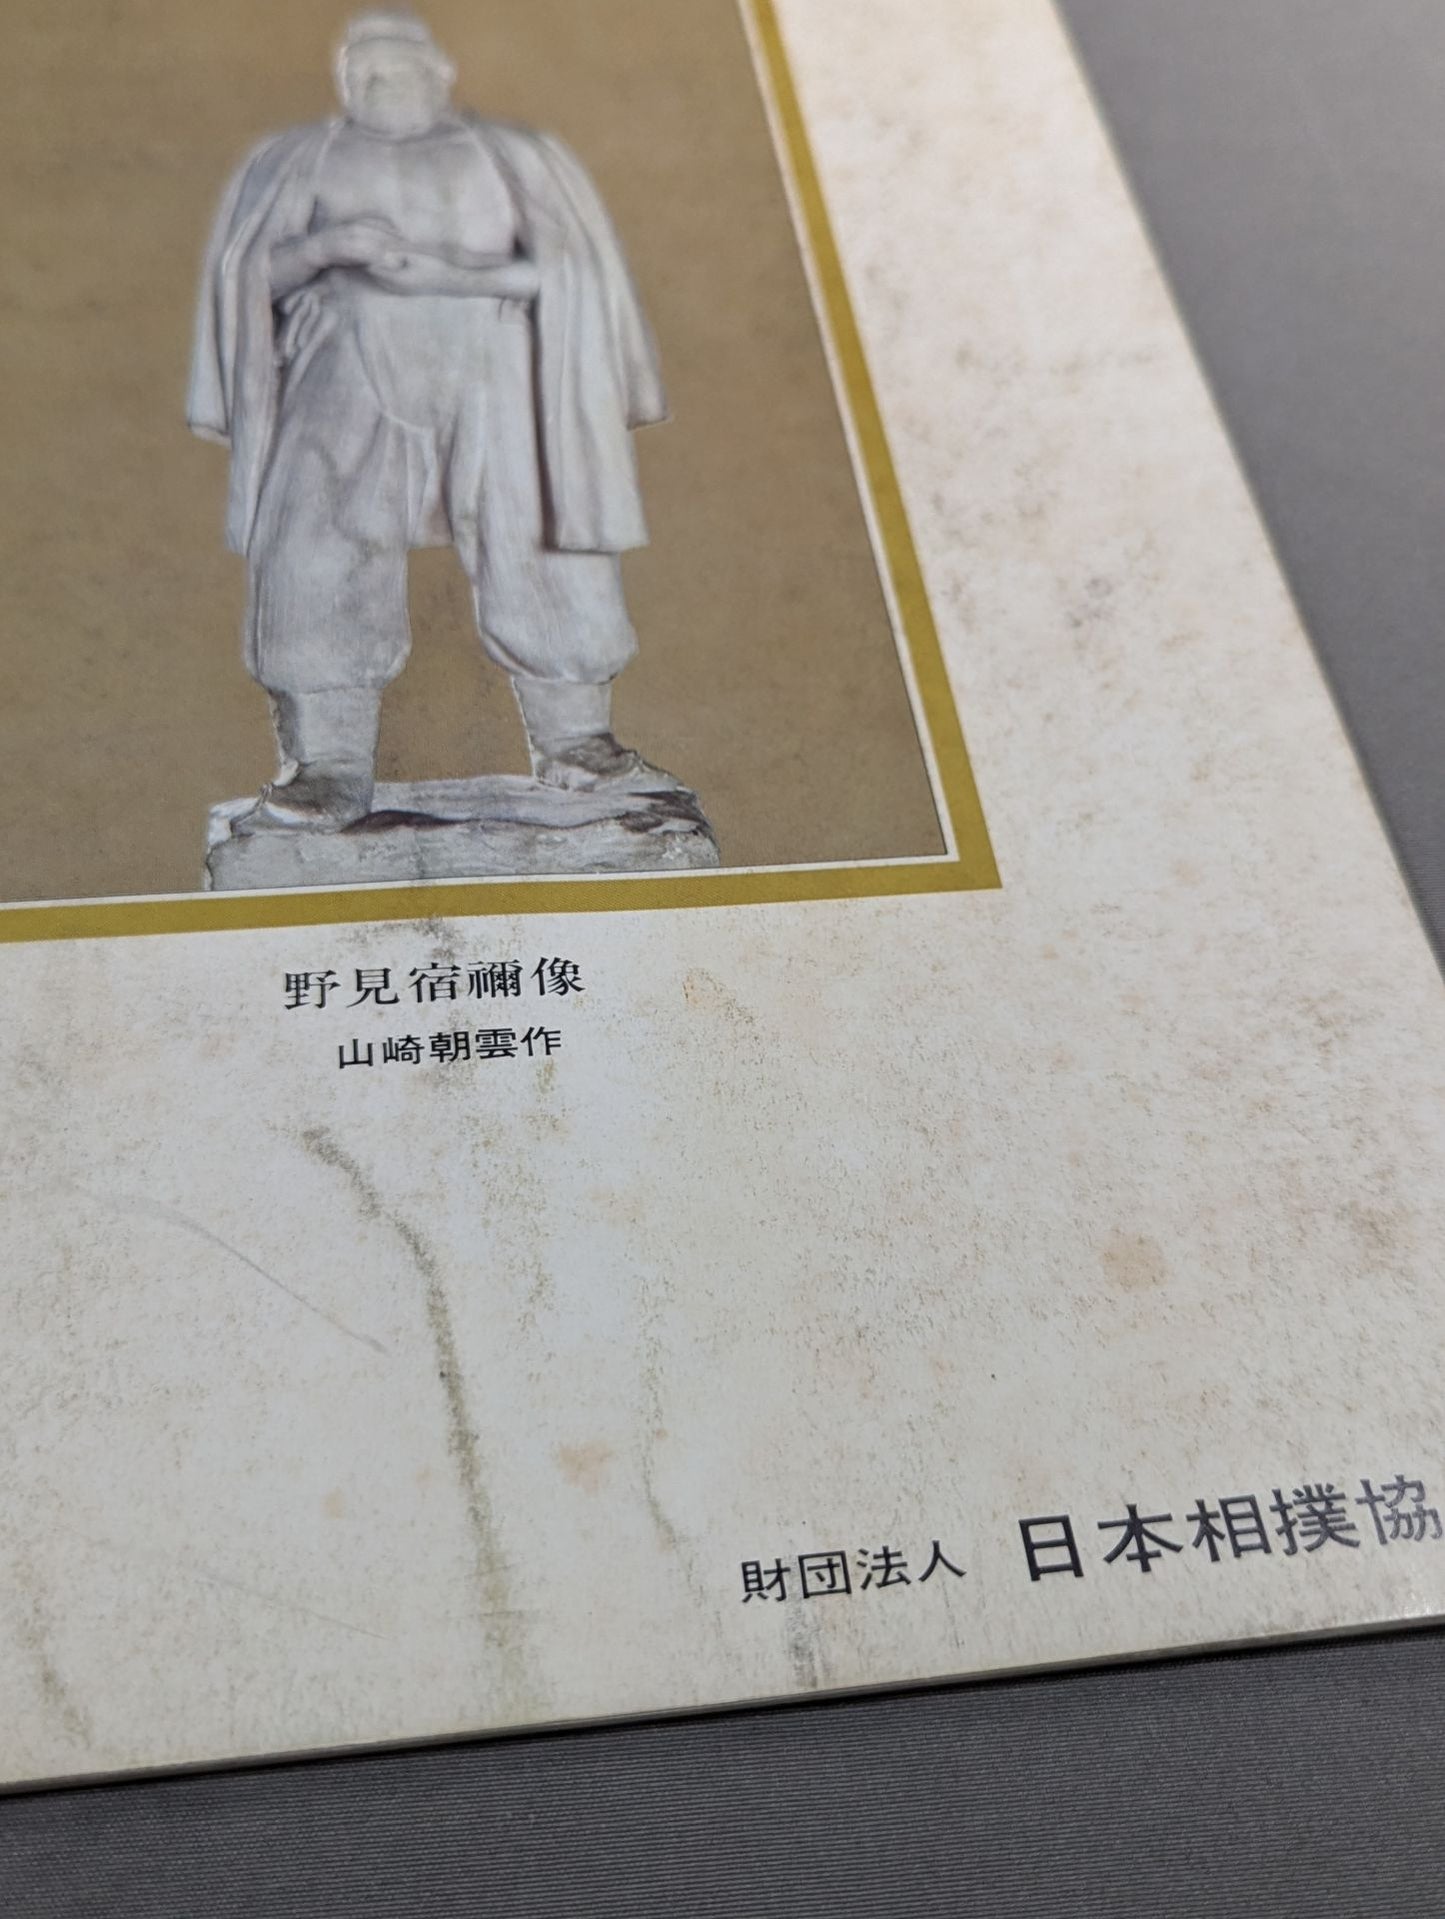 野見宿禰像
山崎朝雲作
財団法人 日本相撲協